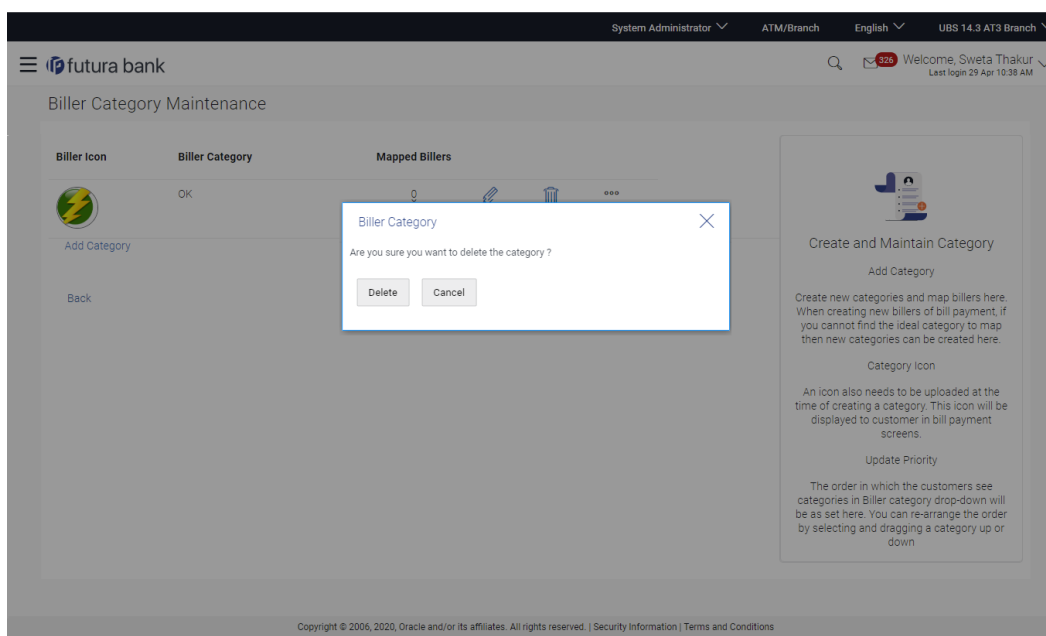 System Administrator ATM/Branch English UBS 14.3 AT3 Branch
futura bank
326
Welcome, Sweta Thakur
Last login 29 Apr 10:38 AM
Biller Category Maintenance
Biller Icon Biller Category Mapped Billers
OK 0
Add Category
Back
Biller Category
Are you sure you want to delete the category ?
Delete Cancel
Create and Maintain Category
Add Category
Create new categories and map billers here.
When creating new billers of bill payment, if
you cannot find the ideal category to map
then new categories can be created here.
Category Icon
An icon also needs to be uploaded at the
time of creating a category. This icon will be
displayed to customer in bill payment
screens.
Update Priority
The order in which the customers see
categories in Biller category drop-down will
be as set here. You can re-arrange the order
by selecting and dragging a category up or
down
Copyright © 2006, 2020, Oracle and/or its affiliates. All rights reserved. | Security Information | Terms and Conditions